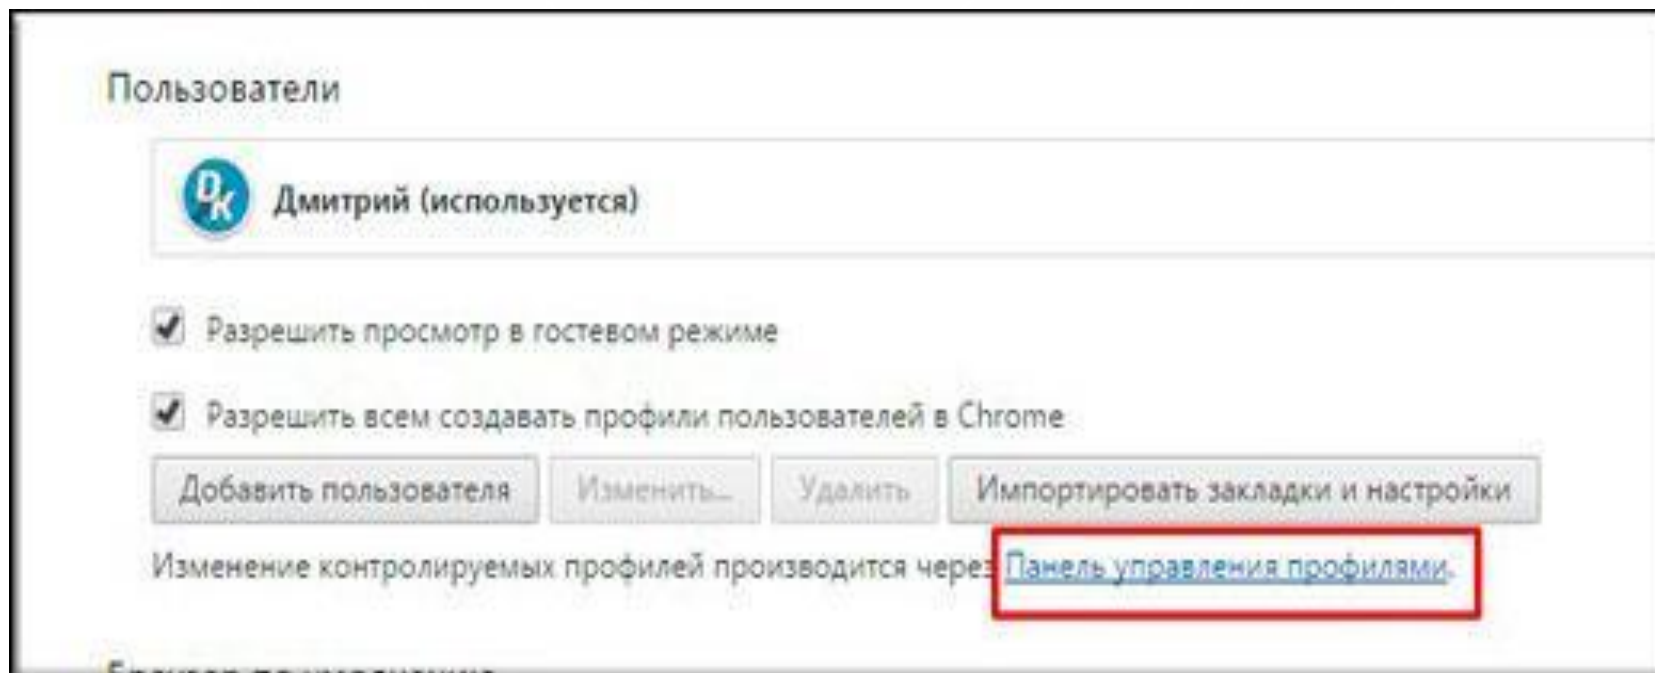 Пользователи
DK
Дмитрий (используется)
Разрешить просмотр в гостевом режиме
Разрешить всем создавать профили пользователей в Chrome
Добавить пользователя Изменить... Удалить Импортировать закладки и настройки
Изменение контролируемых профилей производится через Панель управления профилями.